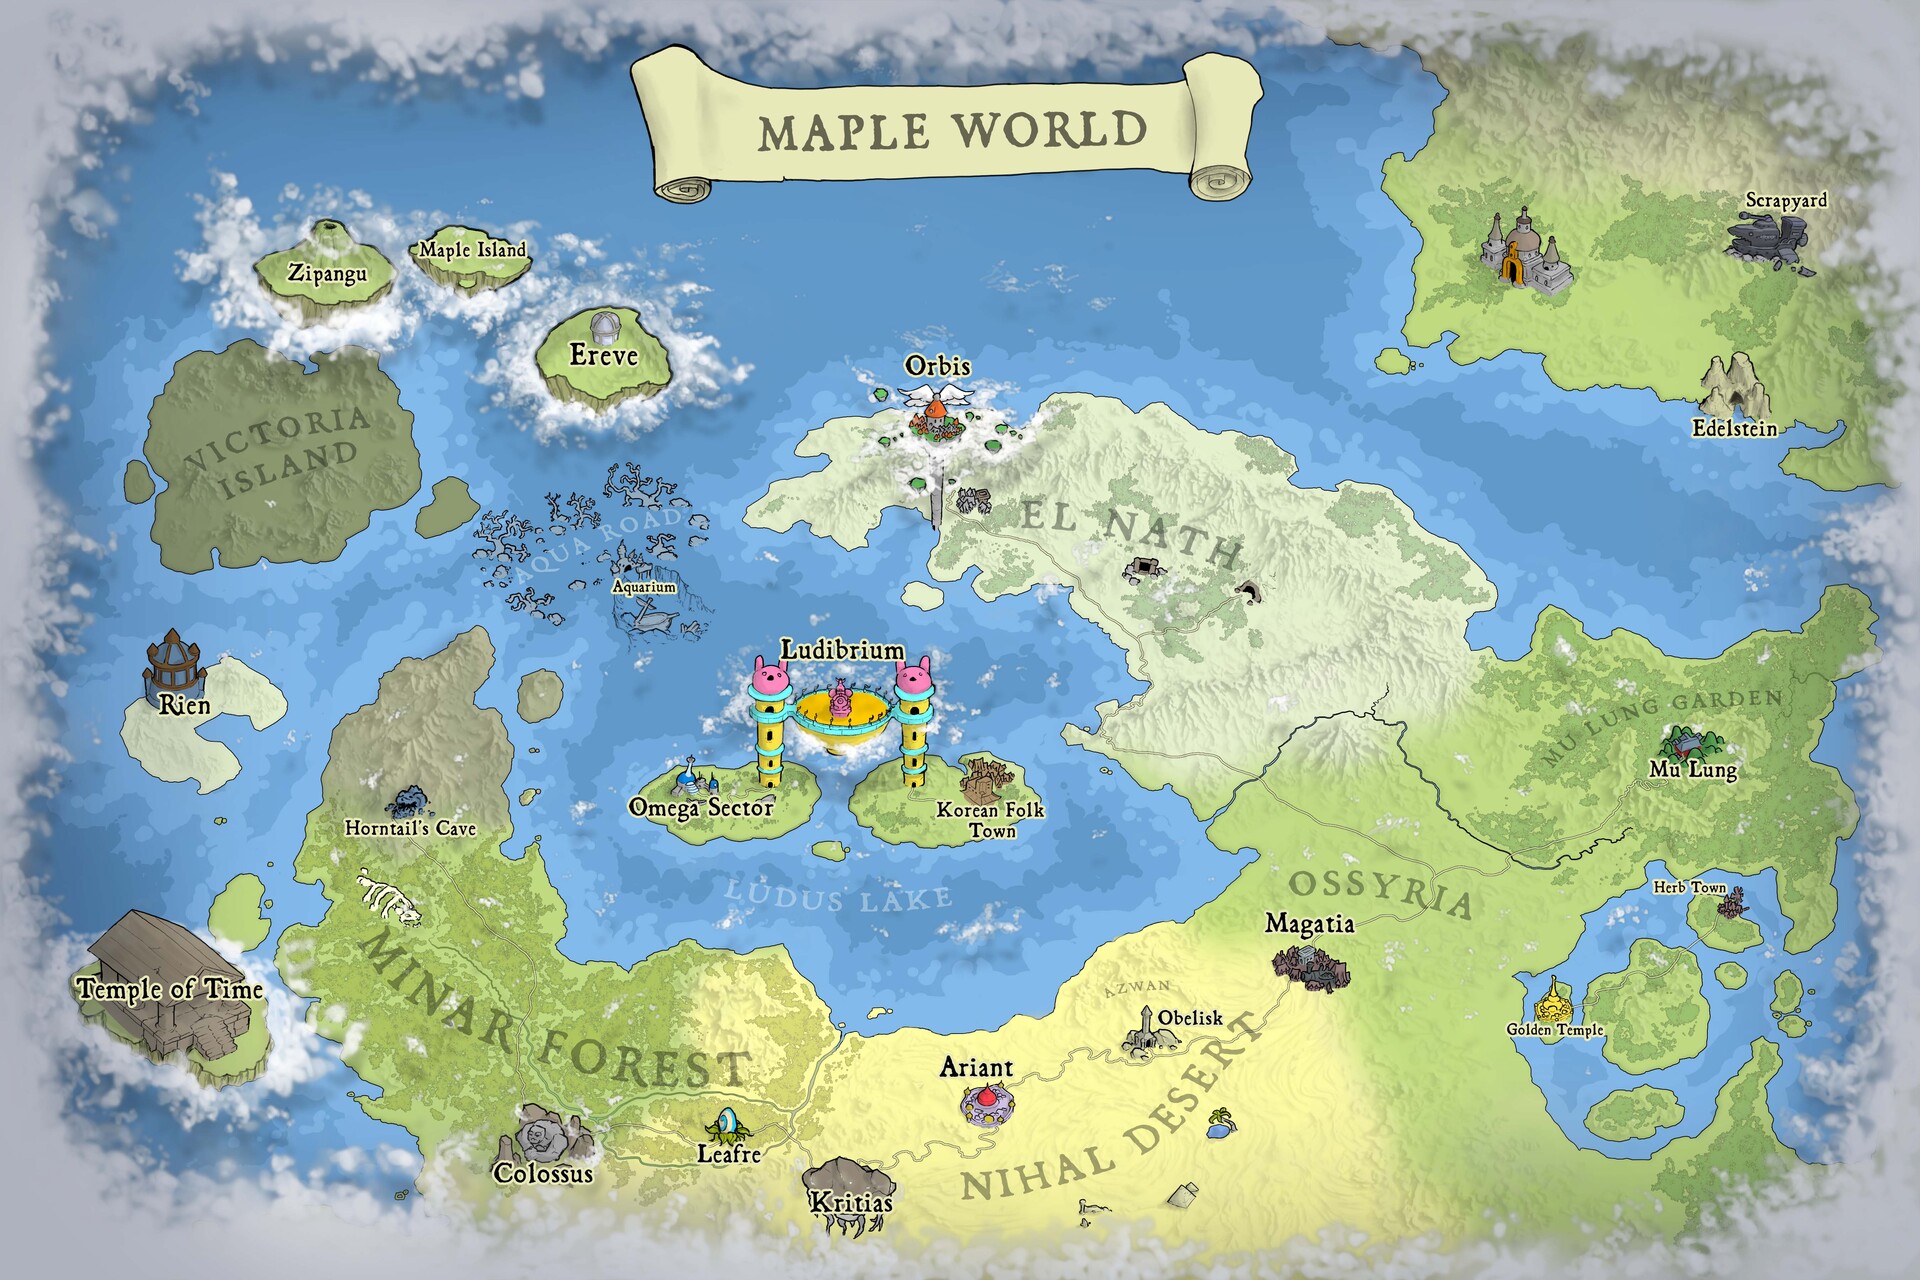 MAPLE WORLD
Scrapyard
Zipangu
Maple Island
Ereve
Orbis
Edelstein
VICTORIA
ISLAND
AQUA ROAD
EL NATH
Aquarium
Ludibrium
Rien
MU LUNG GARDEN
Mu Lung
Omega Sector
Korean Folk
Town
Horntail's Cave
LUDUS LAKE
OSSYRIA
Herb Town
Magatia
Temple of Time
MINAR FOREST
AZWAN
Obelisk
Golden Temple
Ariant
NIHAL DESERT
Leafre
Colossus
Kritias